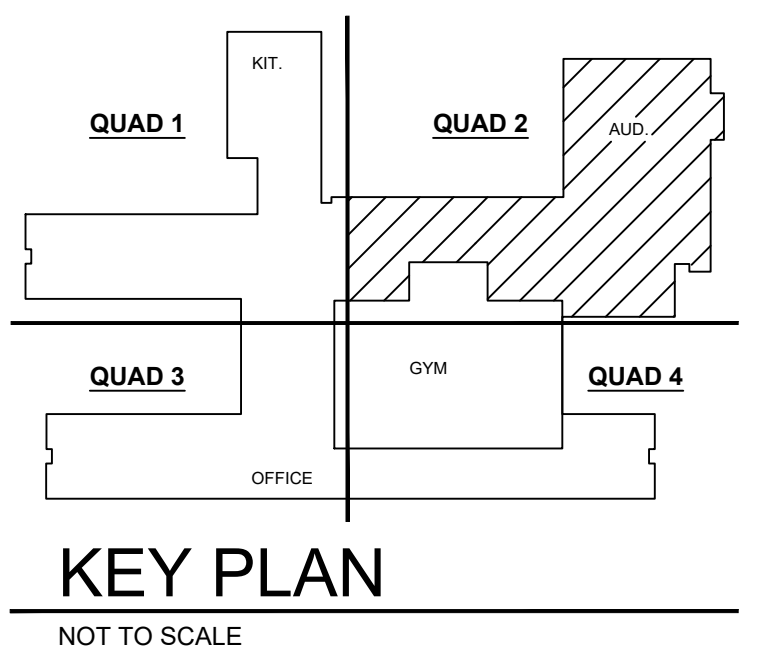 KIT.
QUAD 1
QUAD 2
AUD.
QUAD 3
GYM
QUAD 4
OFFICE
KEY PLAN
NOT TO SCALE